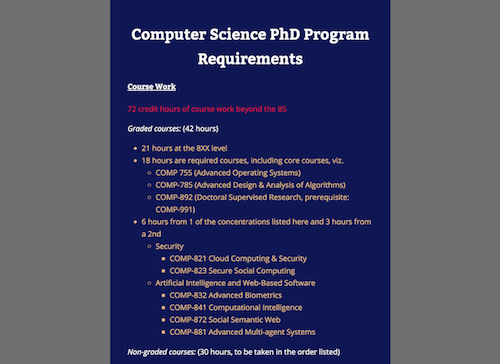 Computer Science PhD Program
Requirements
Course Work
72 credit hours of course work beyond the BS
Graded courses: (42 hours)
21 hours at the 8XX level
18 hours are required courses, including core courses, viz.
COMP 755 (Advanced Operating Systems)
COMP-785 (Advanced Design & Analysis of Algorithms)
COMP-892 (Doctoral Supervised Research, prerequisite:
COMP-991)
6 hours from 1 of the concentrations listed here and 3 hours from
a 2nd
Security
COMP-821 Cloud Computing & Security
COMP-823 Secure Social Computing
Artificial Intelligence and Web-Based Software
COMP-832 Advanced Biometrics
COMP-841 Computational Intelligence
COMP-872 Social Semantic Web
COMP-881 Advanced Multi-agent Systems
Non-graded courses: (30 hours, to be taken in the order listed)